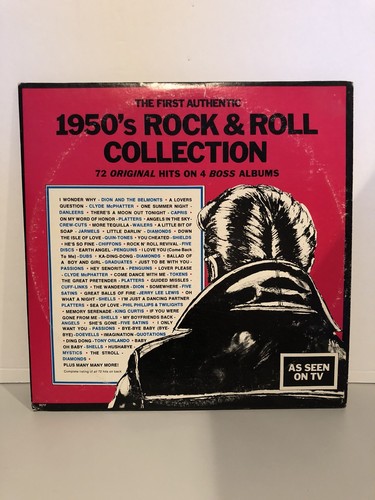 THE FIRST AUTHENTIC
1950's ROCK & ROLL
COLLECTION
72 ORIGINAL HITS ON 4 BOSS ALBUMS
I WONDER WHY - DION AND THE BELMONTS • A LOVERS
QUESTION - CLYDE McPHATTER • ONE SUMMER NIGHT -
DANLEERS • THERE'S A MOON OUT TONIGHT - CAPRIS •
ON MY WORD OF HONOR - PLATTERS • ANGELS IN THE SKY -
CREW-CUTS • MORE TEQUILLA - WAILERS • A LITTLE BIT OF
SOAP - JARMELS • LITTLE DARLIN' - DIAMONDS • DOWN
THE ISLE OF LOVE - QUIN-TONES • YOU CHEATED - SHIELDS •
HE'S SO FINE - CHIFFONS • ROCK N' ROLL REVIVAL - FIVE
DISCS • EARTH ANGEL - PENGUINS • I LOVE YOU (Come Back
To Me) - DUBS • KA-DING-DONG - DIAMONDS • BALLAD OF
A BOY AND GIRL - GRADUATES • JUST TO BE WITH YOU -
PASSIONS • HEY SENORITA - PENGUINS • LOVER PLEASE
- CLYDE McPHATTER • COME DANCE WITH ME - TOKENS •
THE GREAT PRETENDER - PLATTERS • GUIDED MISSLES -
CUFF-LINKS • THE WANDERER - DION • SOMEWHERE - FIVE
SATINS • GREAT BALLS OF FIRE - JERRY LEE LEWIS • OH
WHAT A NIGHT - SHELLS • I'M JUST A DANCING PARTNER -
PLATTERS • SEA OF LOVE - PHIL PHILLIPS & TWILIGHTS
• MEMORY SERENADE - KING CURTIS • IF YOU WERE
GONE FROM ME - SHELLS • MY BOYFRIENDS BACK -
ANGELS • SHE'S GONE - FIVE SATINS • I ONLY
WANT YOU - PASSIONS • BYE-BYE BABY (BYE-
BYE) - DOEVELLS • IMAGINATION - QUOTATIONS
• DING DONG - TONY ORLANDO • BABY
OH BABY - SHELLS • HUSHABYE -
MYSTICS • THE STROLL -
DIAMONDS •
PLUS MANY MANY MORE!
AS SEEN
ON TV